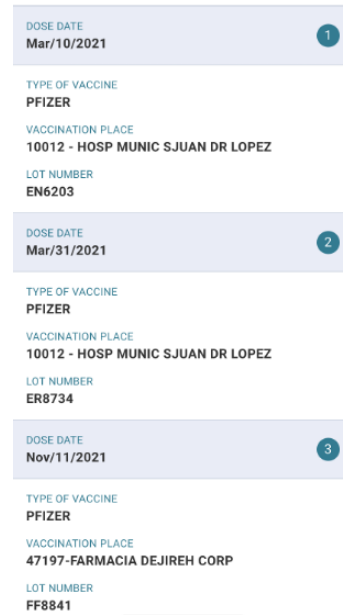 DOSE DATE
Mar/10/2021
1
TYPE OF VACCINE
PFIZER
VACCINATION PLACE
10012 - HOSP MUNIC SJUAN DR LOPEZ
LOT NUMBER
EN6203
DOSE DATE
Mar/31/2021
2
TYPE OF VACCINE
PFIZER
VACCINATION PLACE
10012 - HOSP MUNIC SJUAN DR LOPEZ
LOT NUMBER
ER8734
DOSE DATE
Nov/11/2021
3
TYPE OF VACCINE
PFIZER
VACCINATION PLACE
47197-FARMACIA DEJIREH CORP
LOT NUMBER
FF8841